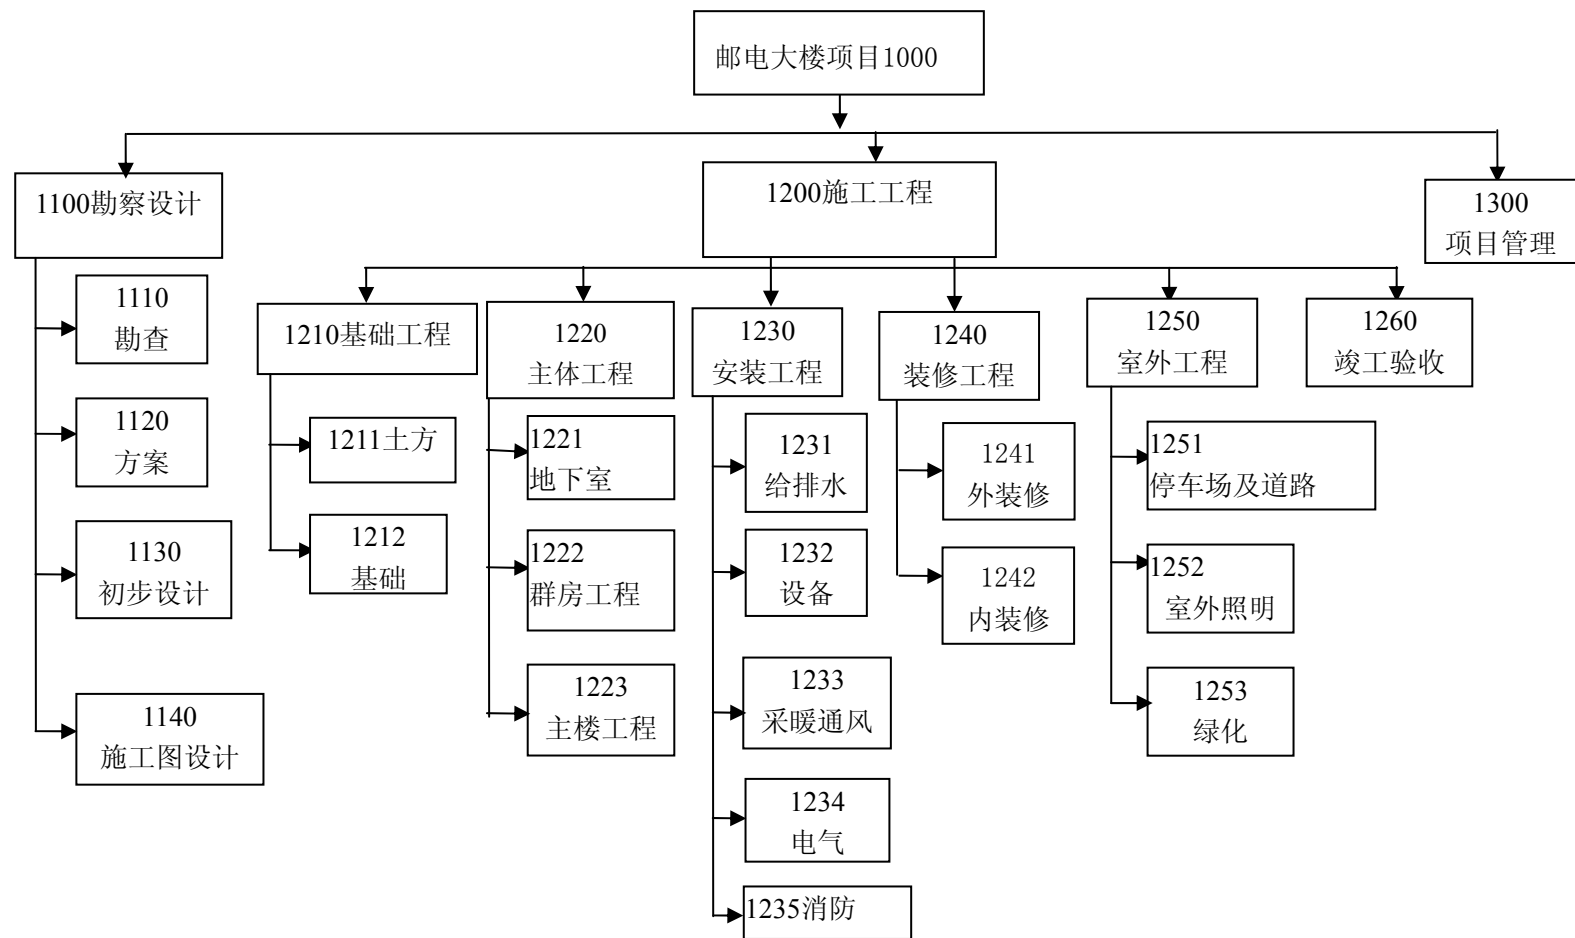 邮电大楼项目1000
1100勘察设计
1200施工工程
1300
项目管理
1110
勘查
1120
方案
1130
初步设计
1140
施工图设计
1210基础工程
1211土方
1212
基础
1220
主体工程
1221
地下室
1222
群房工程
1223
主楼工程
1230
安装工程
1231
给排水
1232
设备
1233
采暖通风
1234
电气
1235消防
1240
装修工程
1241
外装修
1242
内装修
1250
室外工程
1251
停车场及道路
1252
室外照明
1253
绿化
1260
竣工验收